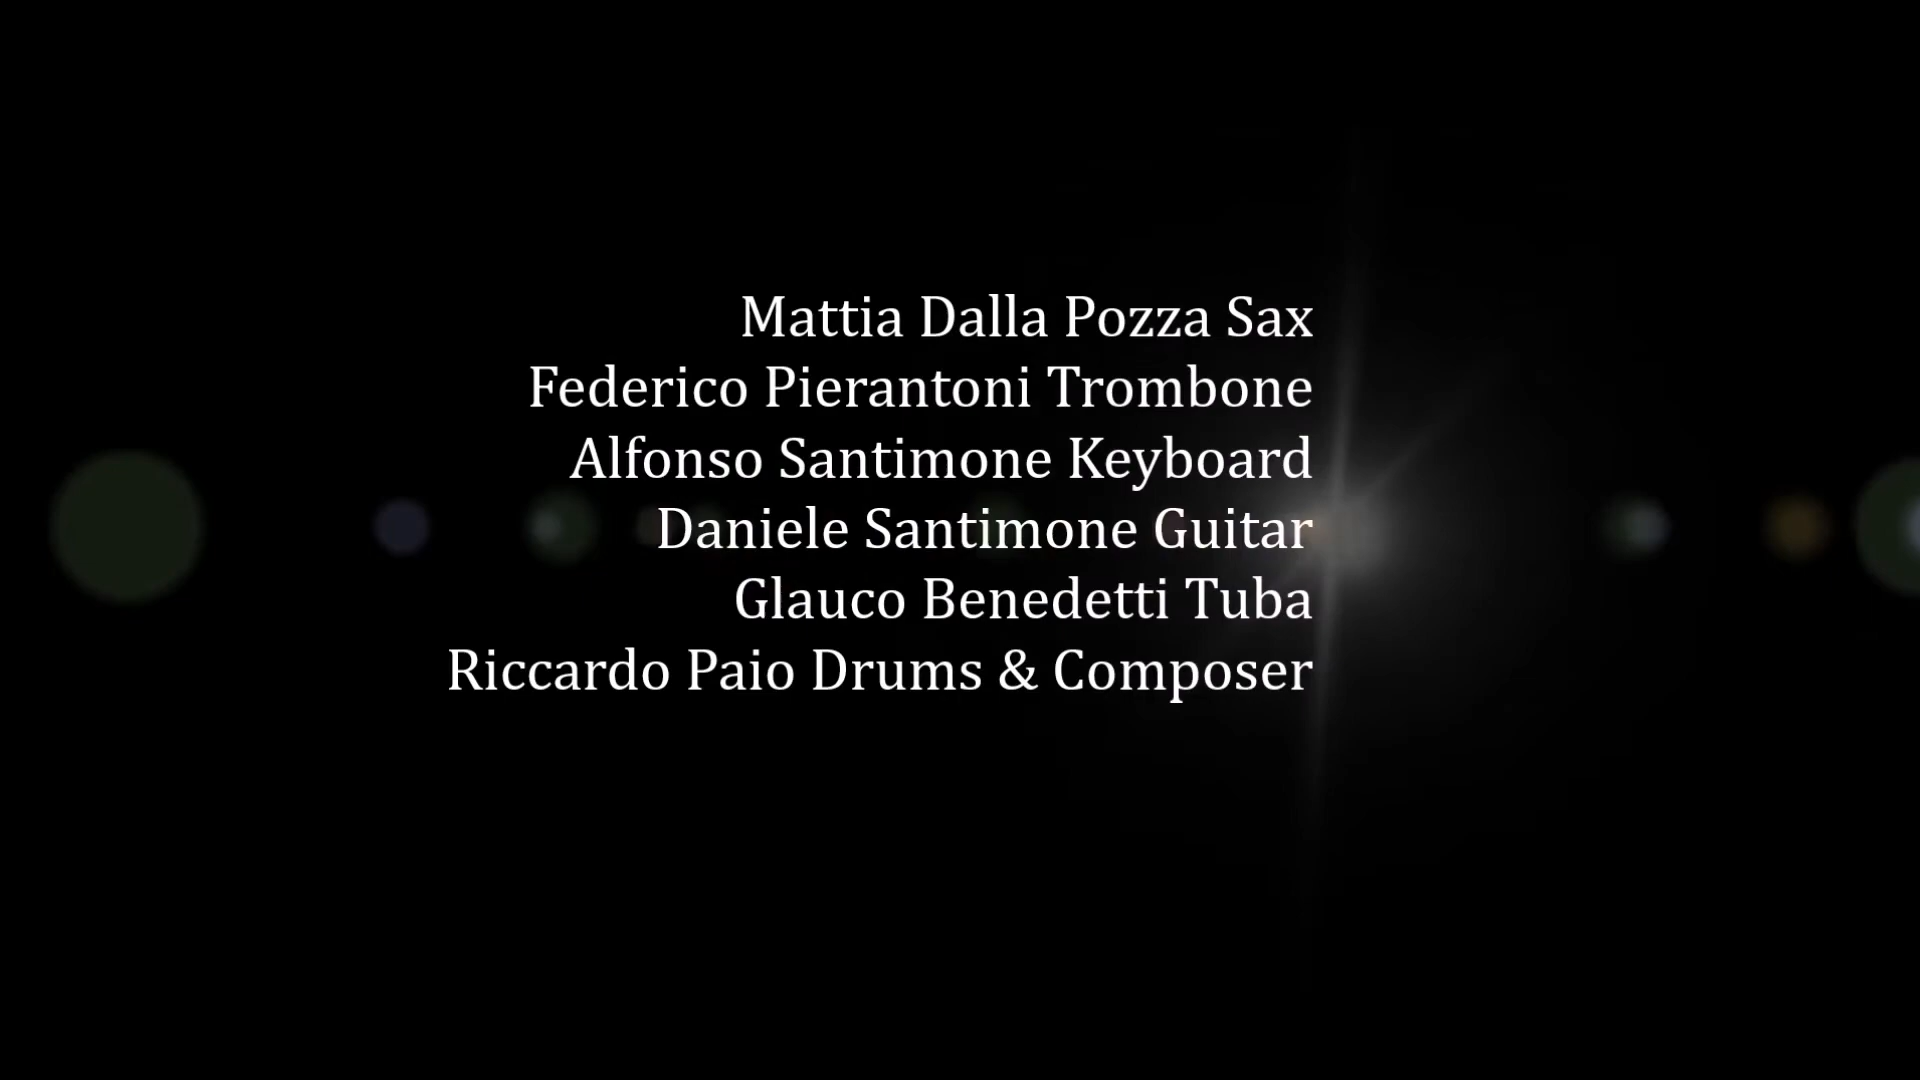 Mattia Dalla Pozza Sax
Federico Pierantoni Trombone
Alfonso Santimone Keyboard
Daniele Santimone Guitar
Glauco Benedetti Tuba
Riccardo Paio Drums & Composer